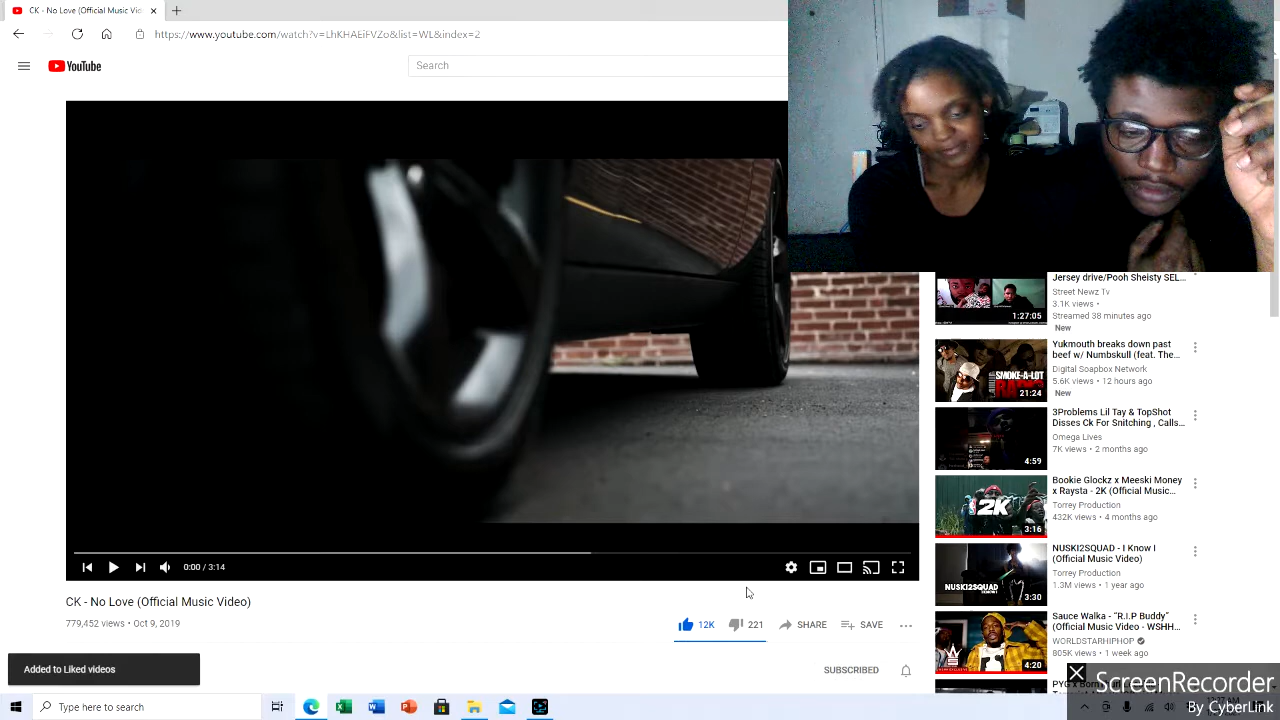 CK - No Love (Official Music Video)
https://www.youtube.com/watch?v=LhKHAEiFVZo&list=WL&index=2
YouTube
Search
0:00 / 3:14
CK - No Love (Official Music Video)
779,452 views • Oct 9, 2019
12K
221
SHARE
SAVE
SUBSCRIBED
Added to Liked videos
Jersey drive/Pooh Sheisty SEL...
Street Newz Tv
3.1K views •
Streamed 38 minutes ago
New
1:27:05
Yukmouth breaks down past
beef w/ Numbskull (feat. The...
Digital Soapbox Network
5.6K views • 12 hours ago
New
SMOKE-A-LOT
RADIO
21:24
3Problems Lil Tay & TopShot
Disses Ck For Snitching , Calls...
Omega Lives
7K views • 2 months ago
4:59
Bookie Glockz x Meeski Money
x Raysta - 2K (Official Music...
Torrey Production
432K views • 4 months ago
2K
3:16
NUSKI2SQUAD - I Know I
(Official Music Video)
Torrey Production
1.3M views • 1 year ago
NUSKI2SQUAD
3:30
Sauce Walka - “R.I.P Buddy”
(Official Music Video - WSHH...
WORLDSTARHIPHOP
805K views • 1 week ago
4:20
ScreenRecorder
By CyberLink
Type here to search